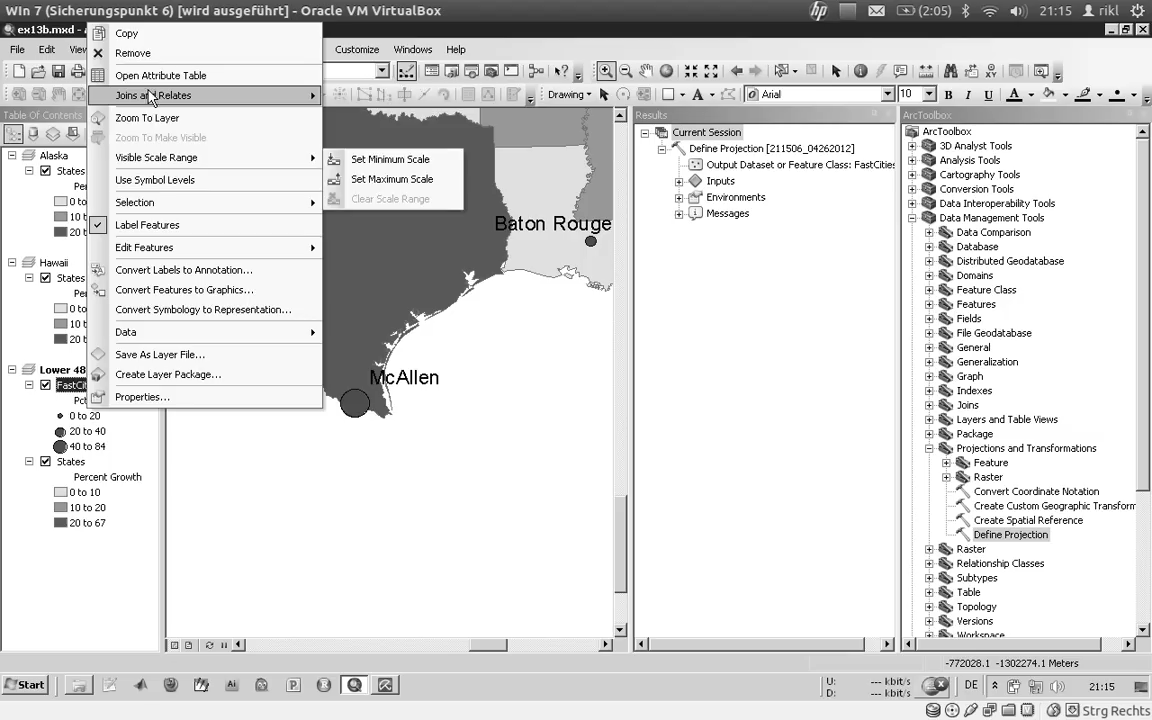 Win 7 (Sicherungspunkt 6) [wird ausgeführt] - Oracle VM VirtualBox
(2:05)
21:15
rikl
ex13b.mxd -
File
Edit
Customize
Windows
Help
Drawing
Arial
10
B
I
U
A
Table Of Contents
Alaska
States
Hawaii
States
Lower 48
0 to 20
20 to 40
40 to 84
States
Percent Growth
0 to 10
10 to 20
20 to 67
Copy
Remove
Open Attribute Table
Joins and Relates
Zoom To Layer
Zoom To Make Visible
Visible Scale Range
Use Symbol Levels
Selection
Label Features
Edit Features
Convert Labels to Annotation...
Convert Features to Graphics...
Convert Symbology to Representation...
Data
Save As Layer File...
Create Layer Package...
Properties...
Set Minimum Scale
Set Maximum Scale
Clear Scale Range
Baton Rouge
McAllen
Results
Current Session
Define Projection [211506_04262012]
Output Dataset or Feature Class: FastCities
Inputs
Environments
Messages
ArcToolbox
ArcToolbox
3D Analyst Tools
Analysis Tools
Cartography Tools
Conversion Tools
Data Interoperability Tools
Data Management Tools
Data Comparison
Database
Distributed Geodatabase
Domains
Feature Class
Features
Fields
File Geodatabase
General
Generalization
Graph
Indexes
Joins
Layers and Table Views
Package
Projections and Transformations
Feature
Raster
Convert Coordinate Notation
Create Custom Geographic Transform
Create Spatial Reference
Define Projection
Raster
Relationship Classes
Subtypes
Table
Topology
Versions
Workspace
-772028.1 -1302274.1 Meters
Start
Ai
P
U: --- kbit/s
D: --- kbit/s
DE
21:15
Strg Rechts